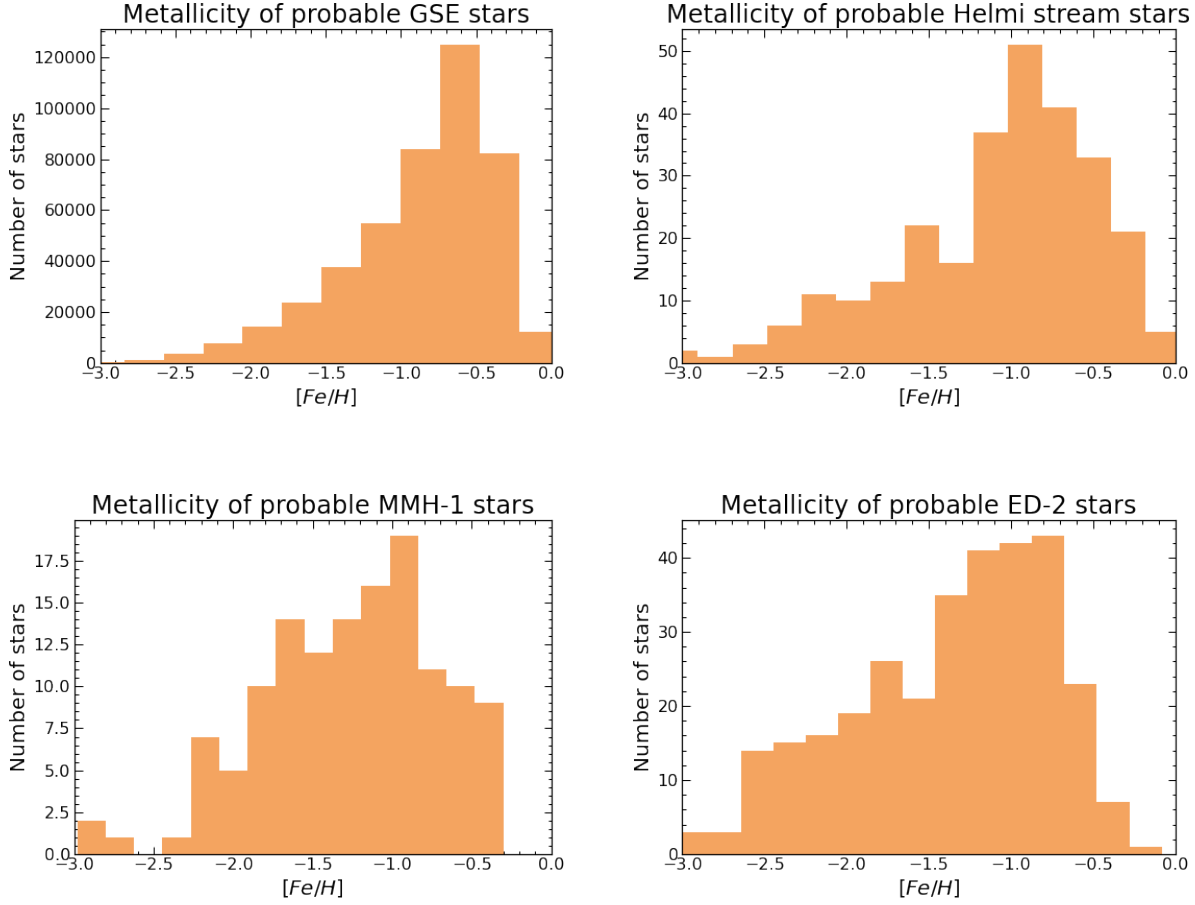 Metallicity of probable GSE stars
Number of stars
120000
100000
80000
60000
40000
20000
0
−3.0 −2.5 −2.0 −1.5 −1.0 −0.5 0.0
[Fe/H]
Metallicity of probable Helmi stream stars
Number of stars
50
40
30
20
10
0
−3.0 −2.5 −2.0 −1.5 −1.0 −0.5 0.0
[Fe/H]
Metallicity of probable MMH-1 stars
Number of stars
17.5
15.0
12.5
10.0
7.5
5.0
2.5
0.0
−3.0 −2.5 −2.0 −1.5 −1.0 −0.5 0.0
[Fe/H]
Metallicity of probable ED-2 stars
Number of stars
40
30
20
10
0
−3.0 −2.5 −2.0 −1.5 −1.0 −0.5 0.0
[Fe/H]